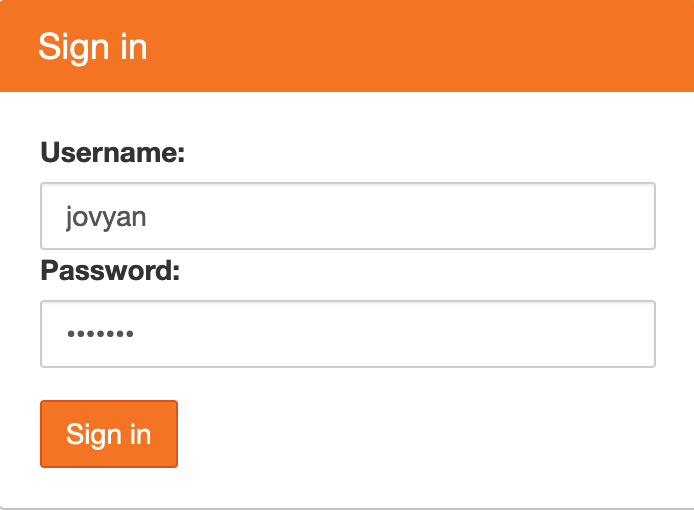 Sign in
Username:
jovyan
Password:
•••••••
Sign in